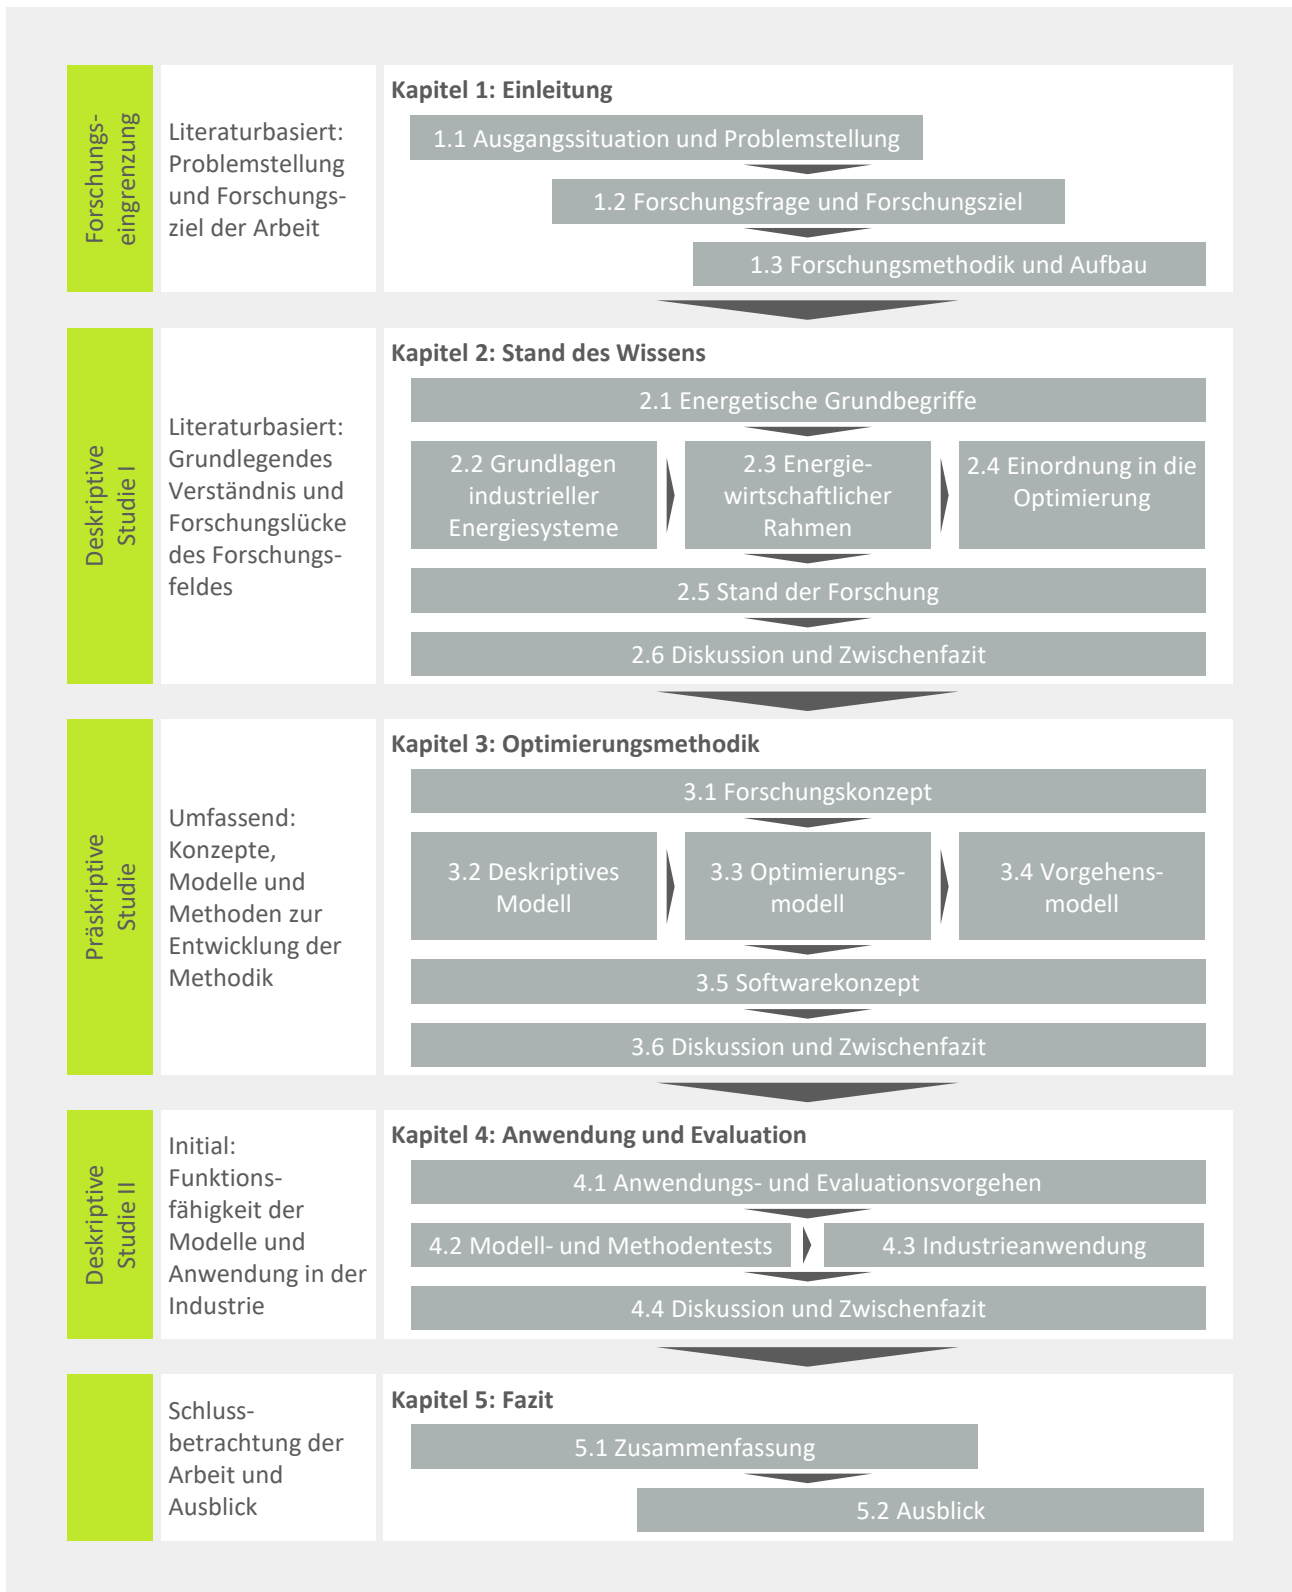 Forschungs-
eingrenzung
Literaturbasiert:
Problemstellung
und Forschungs-
ziel der Arbeit
Kapitel 1: Einleitung
1.1 Ausgangssituation und Problemstellung
1.2 Forschungsfrage und Forschungsziel
1.3 Forschungsmethodik und Aufbau
Deskriptive
Studie I
Literaturbasiert:
Grundlegendes
Verständnis und
Forschungslücke
des Forschungs-
feldes
Kapitel 2: Stand des Wissens
2.1 Energetische Grundbegriffe
2.2 Grundlagen
industrieller
Energiesysteme
2.3 Energie-
wirtschaftlicher
Rahmen
2.4 Einordnung in die
Optimierung
2.5 Stand der Forschung
2.6 Diskussion und Zwischenfazit
Präskriptive
Studie
Umfassend:
Konzepte,
Modelle und
Methoden zur
Entwicklung der
Methodik
Kapitel 3: Optimierungsmethodik
3.1 Forschungskonzept
3.2 Deskriptives
Modell
3.3 Optimierungs-
modell
3.4 Vorgehens-
modell
3.5 Softwarekonzept
3.6 Diskussion und Zwischenfazit
Deskriptive
Studie II
Initial:
Funktions-
fähigkeit der
Modelle und
Anwendung in der
Industrie
Kapitel 4: Anwendung und Evaluation
4.1 Anwendungs- und Evaluationsvorgehen
4.2 Modell- und Methodentests
4.3 Industrieanwendung
4.4 Diskussion und Zwischenfazit
Schluss-
betrachtung der
Arbeit und
Ausblick
Kapitel 5: Fazit
5.1 Zusammenfassung
5.2 Ausblick